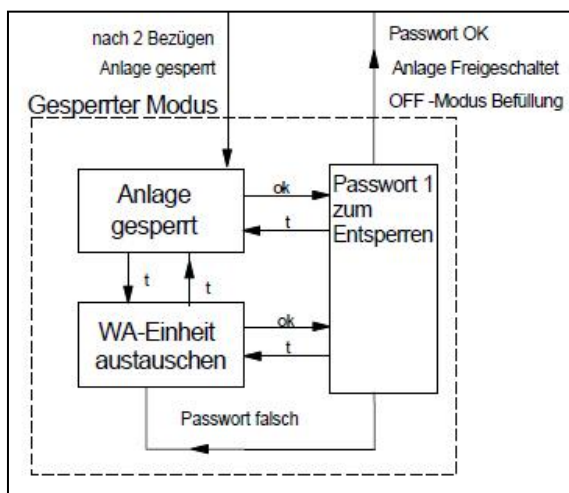 nach 2 Bezügen
Anlage gesperrt
Passwort OK
Anlage Freigeschaltet
OFF -Modus Befüllung
Gesperrter Modus
Anlage
gesperrt
ok
t
Passwort 1
zum
Entsperren
t
t
WA-Einheit
austauschen
ok
t
Passwort falsch